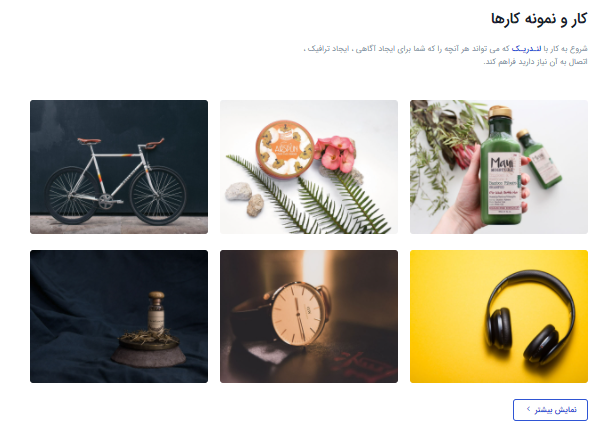 کار و نمونه کارها
شروع به کار با لندریک که می تواند هر آنچه را که شما برای ایجاد آگاهی ، ایجاد ترافیک ،
اتصال به آن نیاز دارید فراهم کند.
Maui
نمایش بیشتر >